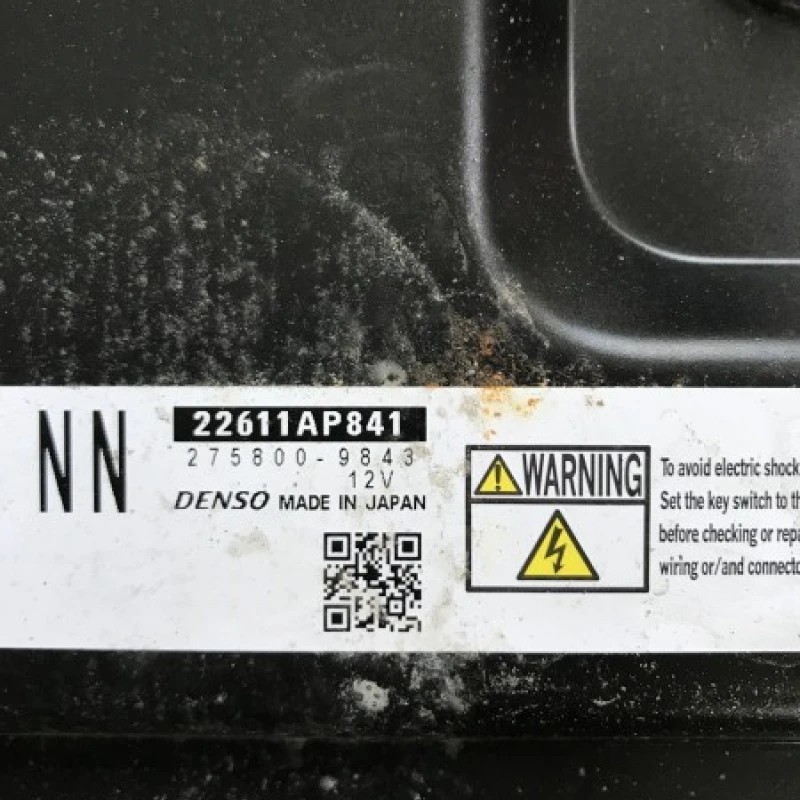 NN
22611AP841
275800-9843
12V
DENSO MADE IN JAPAN
WARNING
To avoid electric shock
Set the key switch to th
before checking or repa
wiring or/and connecto